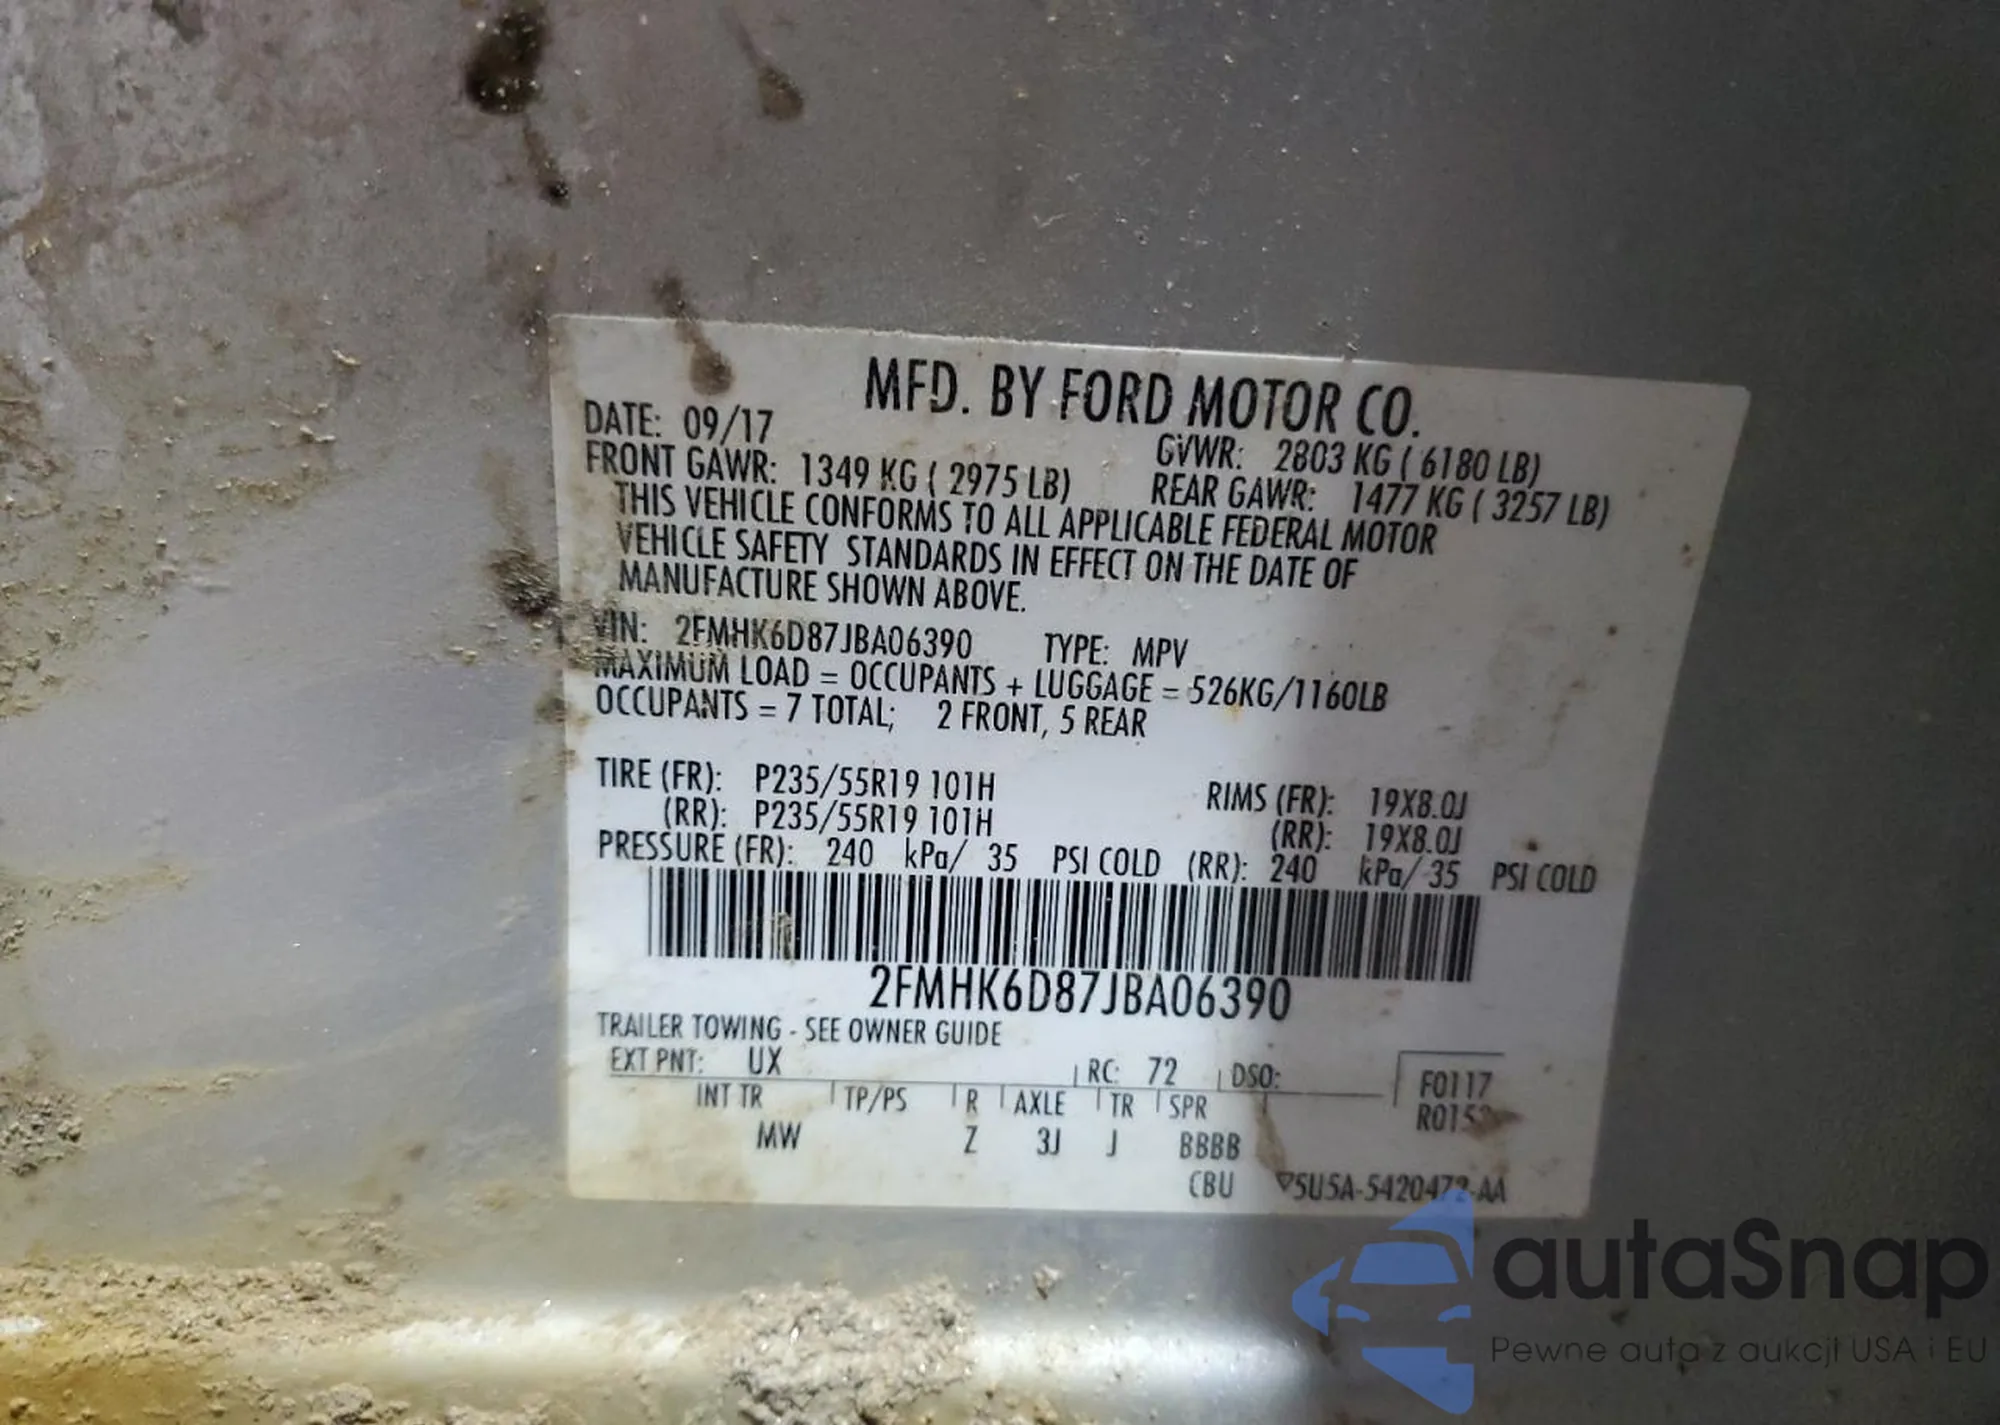 MFD. BY FORD MOTOR CO.
DATE: 09/17
GVWR: 2803 KG ( 6180 LB)
FRONT GAWR: 1349 KG ( 2975 LB)
REAR GAWR: 1477 KG ( 3257 LB)
THIS VEHICLE CONFORMS TO ALL APPLICABLE FEDERAL MOTOR
VEHICLE SAFETY STANDARDS IN EFFECT ON THE DATE OF
MANUFACTURE SHOWN ABOVE.
VIN: 2FMHK6D87JBA06390 TYPE: MPV
MAXIMUM LOAD = OCCUPANTS + LUGGAGE = 526KG/1160LB
OCCUPANTS = 7 TOTAL; 2 FRONT, 5 REAR
TIRE (FR): P235/55R19 101H RIMS (FR): 19X8.0J
(RR): P235/55R19 101H (RR): 19X8.0J
PRESSURE (FR): 240 kPa/ 35 PSI COLD (RR): 240 kPa/ 35 PSI COLD
2FMHK6D87JBA06390
TRAILER TOWING - SEE OWNER GUIDE
EXT PNT: UX RC: 72 DSO: F0117
INT TR TP/PS R AXLE TR SPR
MW Z 3J J BBBB
CBU
autaSnap
Pewne auta z aukcji USA i EU